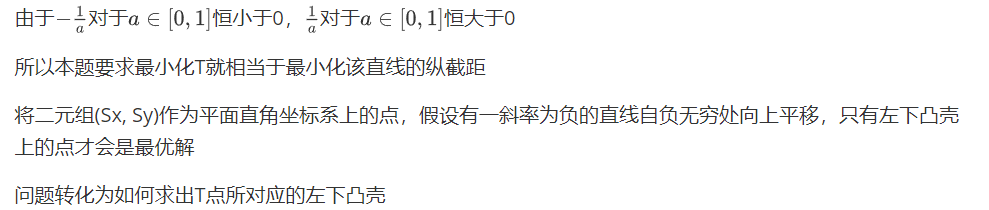 由于$-\frac{1}{a}$对于$a \in [0, 1]$恒小于0，$\frac{1}{a}$对于$a \in [0, 1]$恒大于0
所以本题要求最小化T就相当于最小化该直线的纵截距
将二元组(Sx, Sy)作为平面直角坐标系上的点，假设有一斜率为负的直线自负无穷处向上平移，只有左下凸壳
上的点才会是最优解
问题转化为如何求出T点所对应的左下凸壳